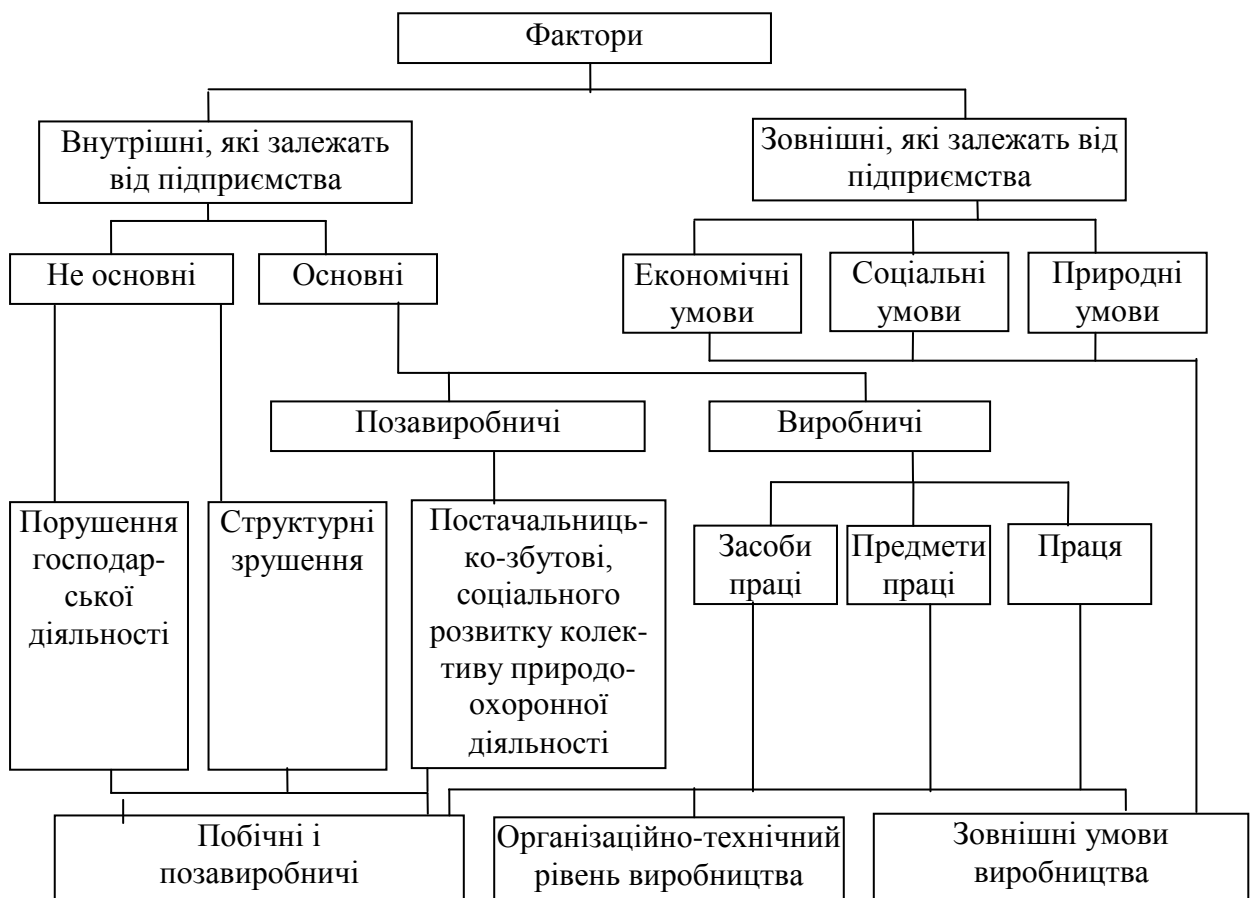 Фактори
Внутрішні, які залежать
від підприємства
Зовнішні, які залежать від
підприємства
Не основні
Основні
Економічні
умови
Соціальні
умови
Природні
умови
Позавиробничі
Виробничі
Порушення
господар-
ської
діяльності
Структурні
зрушення
Постачальниць-
ко-збутові,
соціального
розвитку колек-
тиву природо-
охоронної
діяльності
Засоби
праці
Предмети
праці
Праця
Побічні і
позавиробничі
Організаційно-технічний
рівень виробництва
Зовнішні умови
виробництва